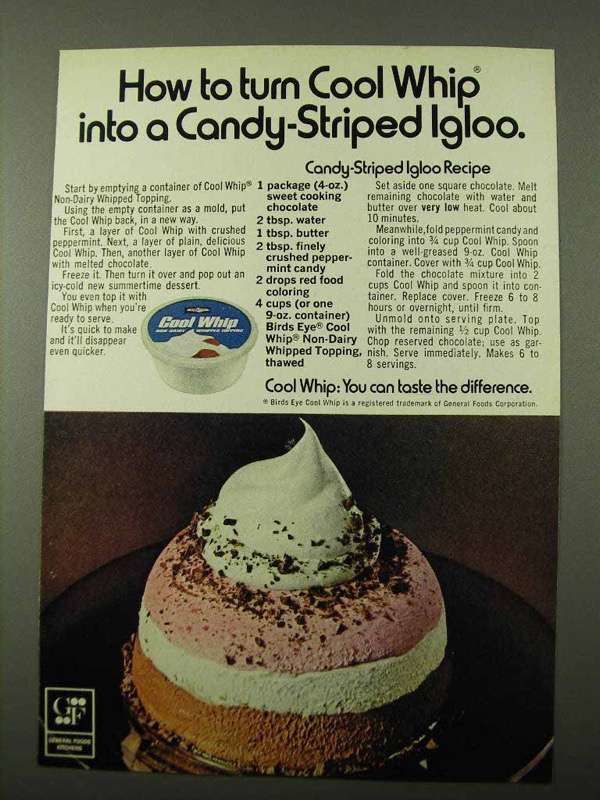 How to turn Cool Whip®
into a Candy-Striped Igloo.
Start by emptying a container of Cool Whip®
Non-Dairy Whipped Topping.
Using the empty container as a mold, put
the Cool Whip back, in a new way.
First, a layer of Cool Whip with crushed
peppermint. Next, a layer of plain, delicious
Cool Whip. Then, another layer of Cool Whip
with melted chocolate.
Freeze it. Then turn it over and pop out an
icy-cold new summertime dessert.
You even top it with
Cool Whip when you're
ready to serve.
It's quick to make
and it'll disappear
even quicker.
Cool Whip
NON-DAIRY WHIPPED TOPPING
Candy-Striped Igloo Recipe
1 package (4-oz.)
sweet cooking
chocolate
2 tbsp. water
1 tbsp. butter
2 tbsp. finely
crushed pepper-
mint candy
2 drops red food
coloring
4 cups (or one
9-oz. container)
Birds Eye® Cool
Whip® Non-Dairy
Whipped Topping,
thawed
Set aside one square chocolate. Melt
remaining chocolate with water and
butter over very low heat. Cool about
10 minutes.
Meanwhile, fold peppermint candy and
coloring into ¾ cup Cool Whip. Spoon
into a well-greased 9-oz. Cool Whip
container. Cover with ¾ cup Cool Whip.
Fold the chocolate mixture into 2
cups Cool Whip and spoon it into con-
tainer. Replace cover. Freeze 6 to 8
hours or overnight, until firm.
Unmold onto serving plate. Top
with the remaining ½ cup Cool Whip.
Chop reserved chocolate; use as gar-
nish. Serve immediately. Makes 6 to
8 servings.
Cool Whip: You can taste the difference.
® Birds Eye Cool Whip is a registered trademark of General Foods Corporation.
GF
GENERAL FOODS
KITCHENS